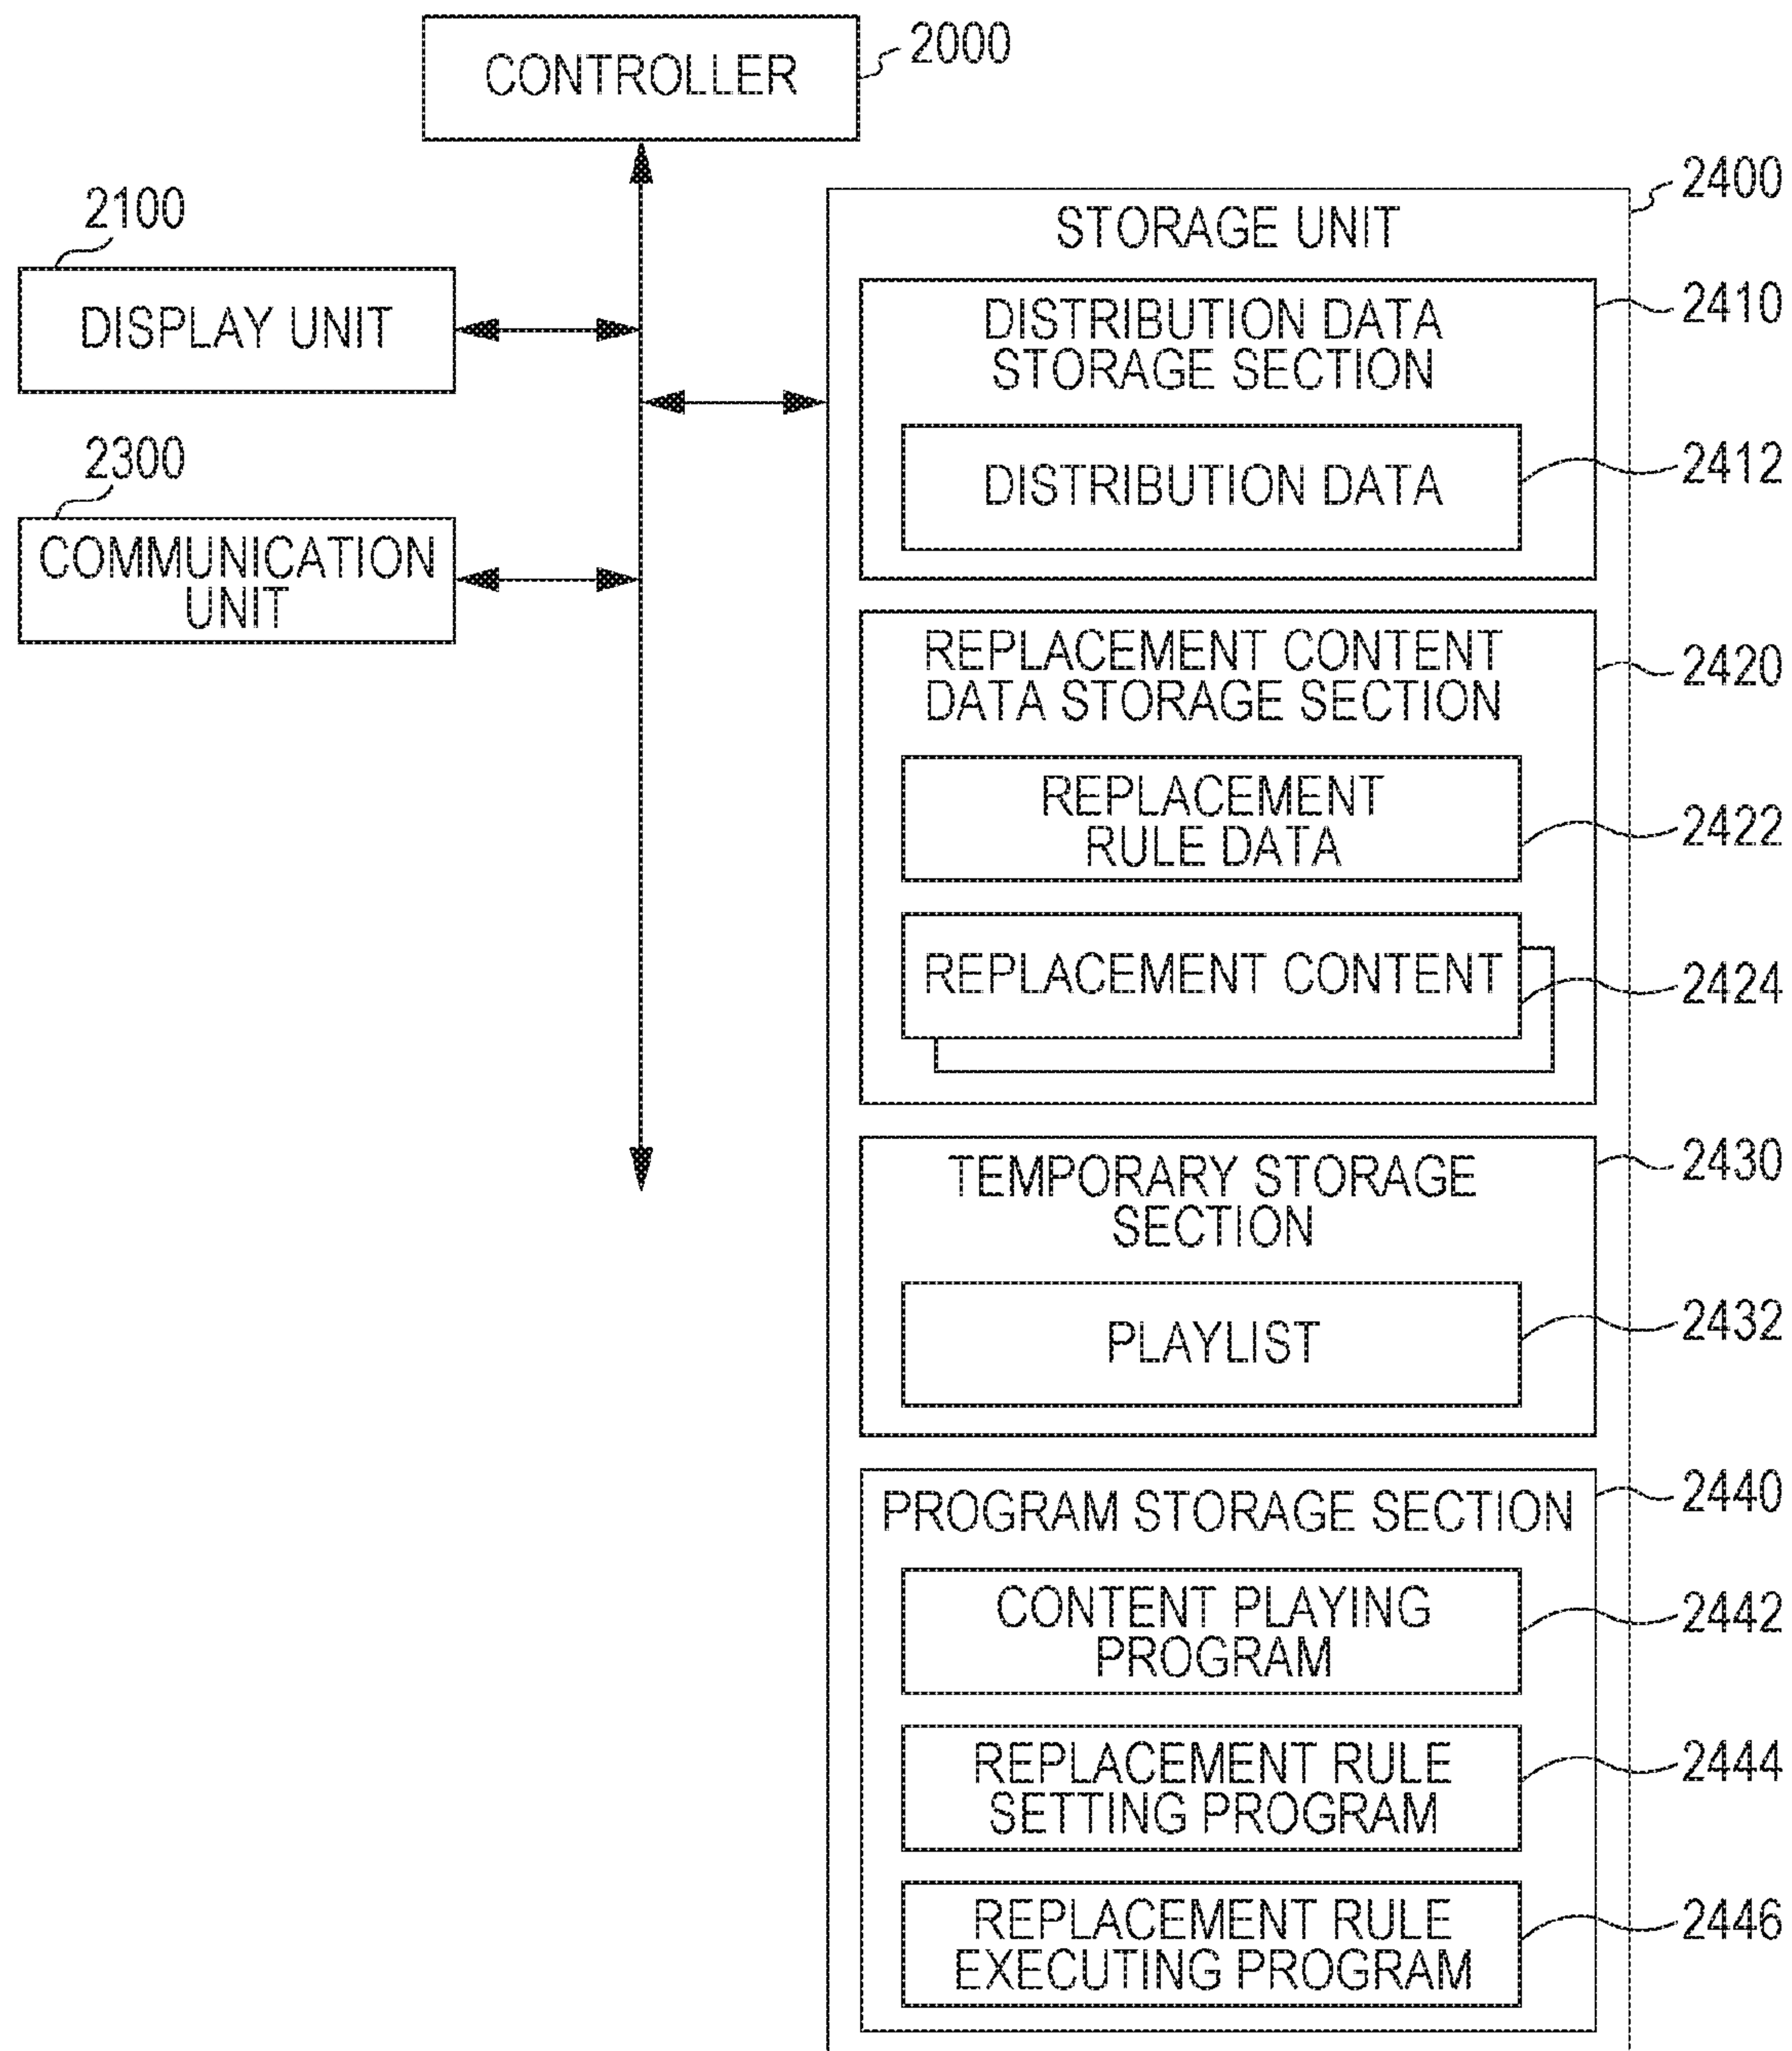 CONTROLLER
2000
2100
DISPLAY UNIT
2300
COMMUNICATION
UNIT
2400
STORAGE UNIT
2410
DISTRIBUTION DATA
STORAGE SECTION
DISTRIBUTION DATA
2412
REPLACEMENT CONTENT
DATA STORAGE SECTION
2420
REPLACEMENT
RULE DATA
2422
REPLACEMENT CONTENT
2424
TEMPORARY STORAGE
SECTION
2430
PLAYLIST
2432
PROGRAM STORAGE SECTION
2440
CONTENT PLAYING
PROGRAM
2442
REPLACEMENT RULE
SETTING PROGRAM
2444
REPLACEMENT RULE
EXECUTING PROGRAM
2446